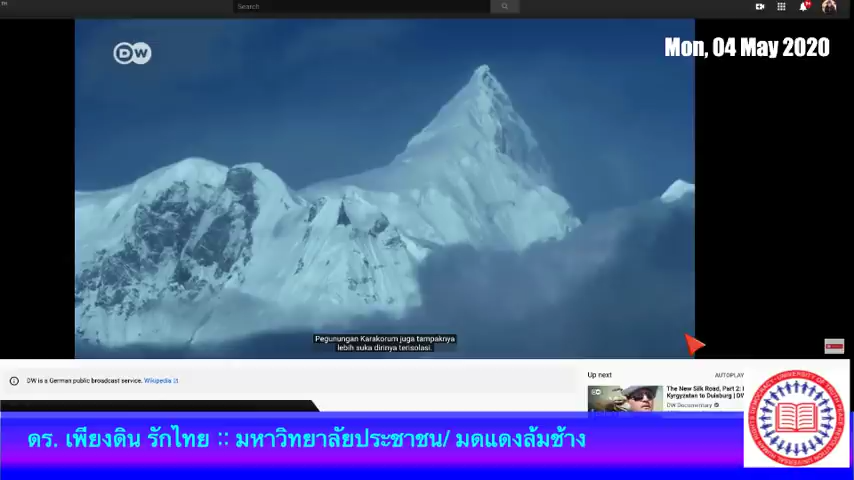 TH
Search
DW
Mon, 04 May 2020
Pegunungan Karakorum juga tampaknya
lebih suka dirinya terisolasi.
DW is a German public broadcast service. Wikipedia
Up next
AUTOPLAY
The New Silk Road, Part 2:
Kyrgyzstan to Duisburg | DW
DW Documentary
ดร. เพียงดิน รักไทย :: มหาวิทยาลัยประชาชน/ มดแดงล้มช้าง